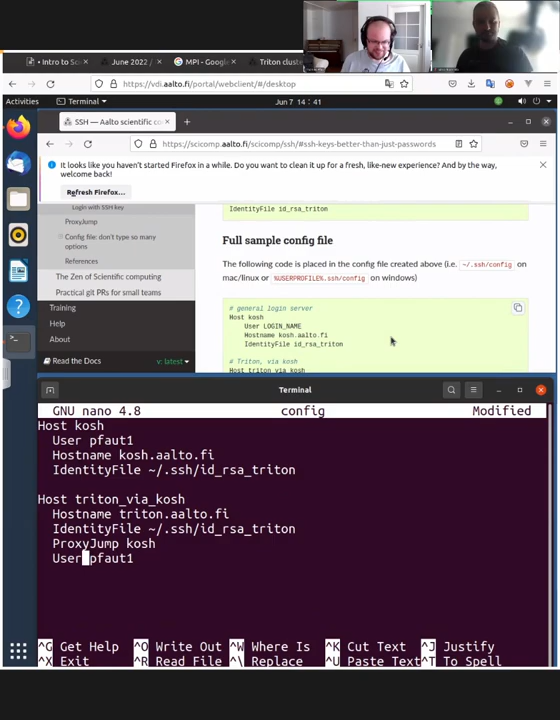 • Intro to Sci
June 2022 /
MPI - Google
Triton cluste
https://vdi.aalto.fi/portal/webclient/#/desktop
Activities
Terminal
Jun 7 14:41
SSH — Aalto scientific co
https://scicomp.aalto.fi/scicomp/ssh/#ssh-keys-better-than-just-passwords
It looks like you haven't started Firefox in a while. Do you want to clean it up for a fresh, like-new experience? And by the way,
welcome back!
Refresh Firefox...
Login with SSH key
ProxyJump
Config file: don't type so many
options
References
The Zen of Scientific computing
Practical git PRs for small teams
Training
Help
About
Read the Docs
v: latest
IdentityFile id_rsa_triton
Full sample config file
The following code is placed in the config file created above (i.e. ~/.ssh/config on
mac/linux or %USERPROFILE%.ssh/config on windows)
# general login server
Host kosh
User LOGIN_NAME
Hostname kosh.aalto.fi
IdentityFile id_rsa_triton
# Triton, via kosh
Host triton_via_kosh
Terminal
GNU nano 4.8 config Modified
Host kosh
User pfaut1
Hostname kosh.aalto.fi
IdentityFile ~/.ssh/id_rsa_triton
Host triton_via_kosh
Hostname triton.aalto.fi
IdentityFile ~/.ssh/id_rsa_triton
ProxyJump kosh
User pfaut1
^G Get Help ^O Write Out ^W Where Is ^K Cut Text ^J Justify
^X Exit ^R Read File ^\ Replace ^U Paste Text ^T To Spell